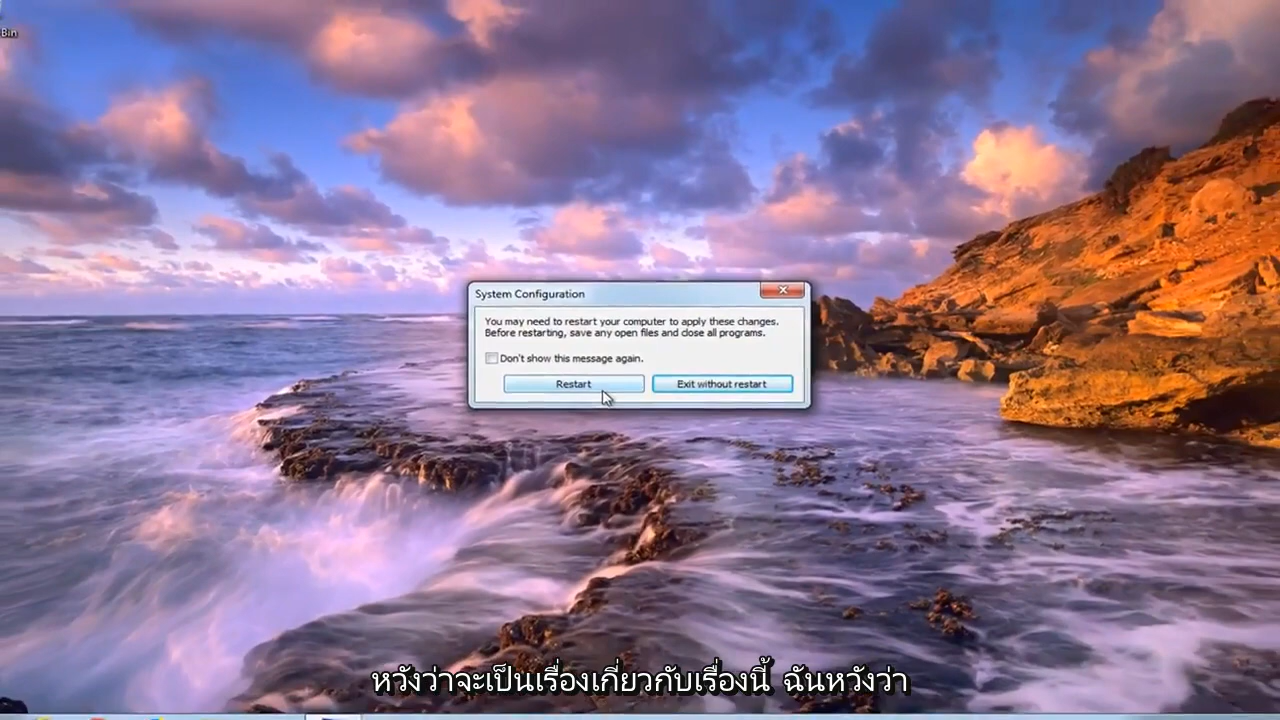 Bin
System Configuration
You may need to restart your computer to apply these changes.
Before restarting, save any open files and close all programs.
Don't show this message again.
Restart
Exit without restart
หวังว่าจะเป็นเรื่องเกี่ยวกับเรื่องนี้ ฉันหวังว่า